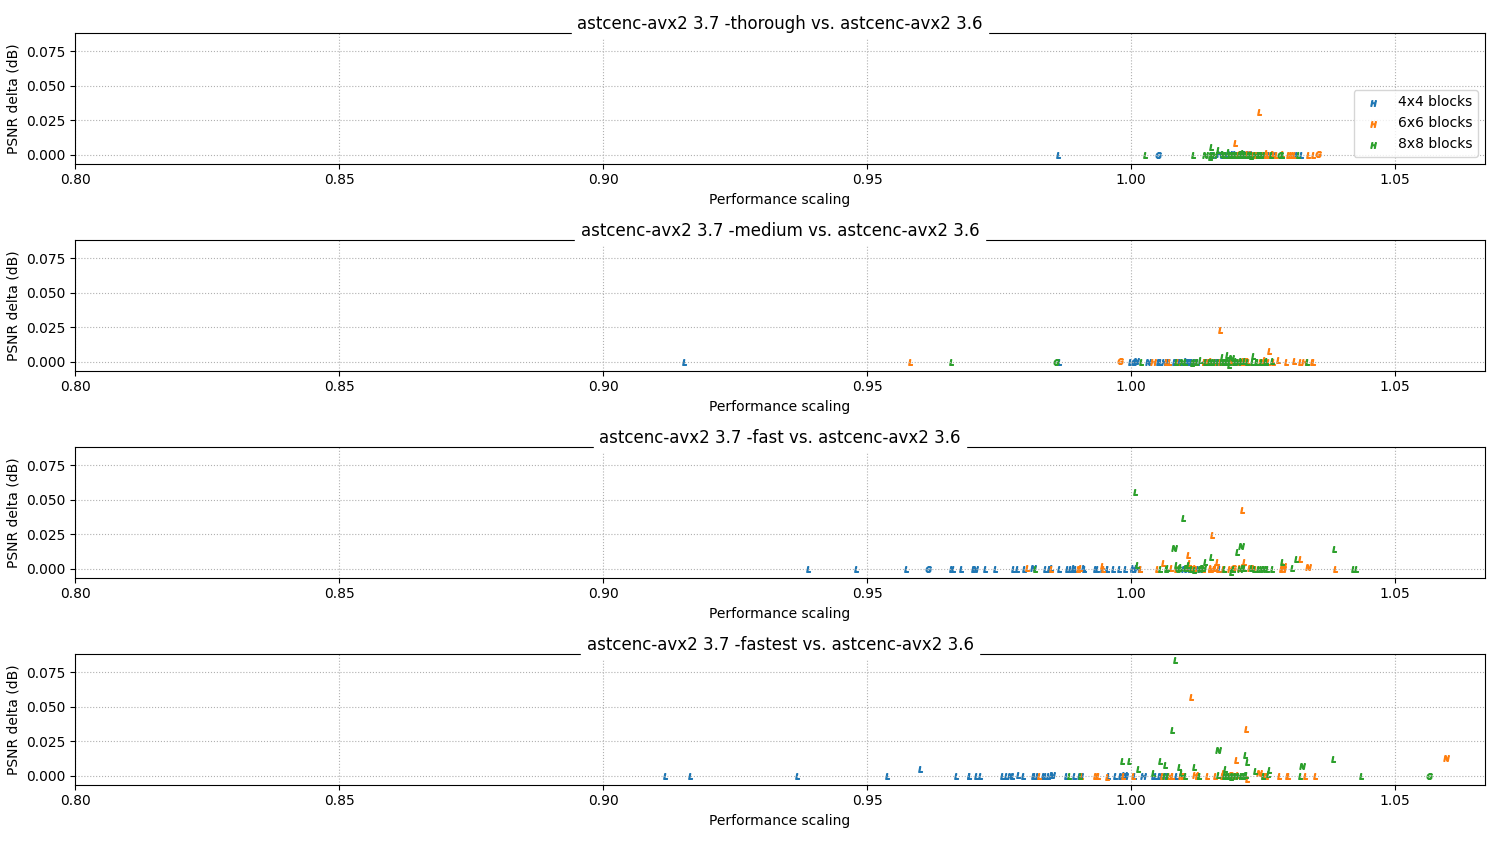 astcenc-avx2 3.7 -thorough vs. astcenc-avx2 3.6
PSNR delta (dB)
0.075
0.050
0.025
0.000
4x4 blocks
6x6 blocks
8x8 blocks
0.80 0.85 0.90 0.95 1.00 1.05
Performance scaling
astcenc-avx2 3.7 -medium vs. astcenc-avx2 3.6
PSNR delta (dB)
0.075
0.050
0.025
0.000
0.80 0.85 0.90 0.95 1.00 1.05
Performance scaling
astcenc-avx2 3.7 -fast vs. astcenc-avx2 3.6
PSNR delta (dB)
0.075
0.050
0.025
0.000
0.80 0.85 0.90 0.95 1.00 1.05
Performance scaling
astcenc-avx2 3.7 -fastest vs. astcenc-avx2 3.6
PSNR delta (dB)
0.075
0.050
0.025
0.000
0.80 0.85 0.90 0.95 1.00 1.05
Performance scaling